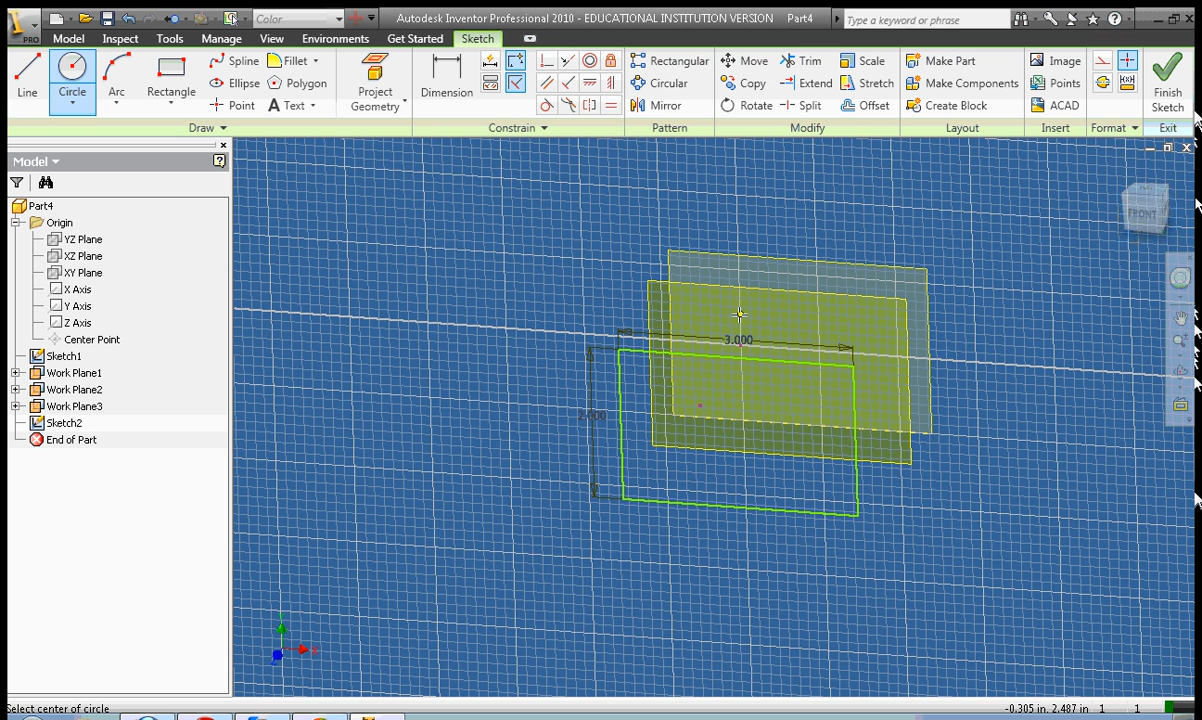 Color
Autodesk Inventor Professional 2010 - EDUCATIONAL INSTITUTION VERSION Part4
Type a keyword or phrase
PRO
Model Inspect Tools Manage View Environments Get Started Sketch
Line
Circle
Arc
Rectangle
Spline Fillet
Ellipse Polygon
Point Text
Project
Geometry
Dimension
Rectangular
Circular
Mirror
Move Trim Scale
Copy Extend Stretch
Rotate Split Offset
Make Part
Make Components
Create Block
Image
Points
ACAD
Finish
Sketch
Draw Constrain Pattern Modify Layout Insert Format Exit
Model
Part4
Origin
YZ Plane
XZ Plane
XY Plane
X Axis
Y Axis
Z Axis
Center Point
Sketch1
Work Plane1
Work Plane2
Work Plane3
Sketch2
End of Part
FRONT
3.000
2.000
X
Select center of circle
-0.305 in, 2.487 in 1 1